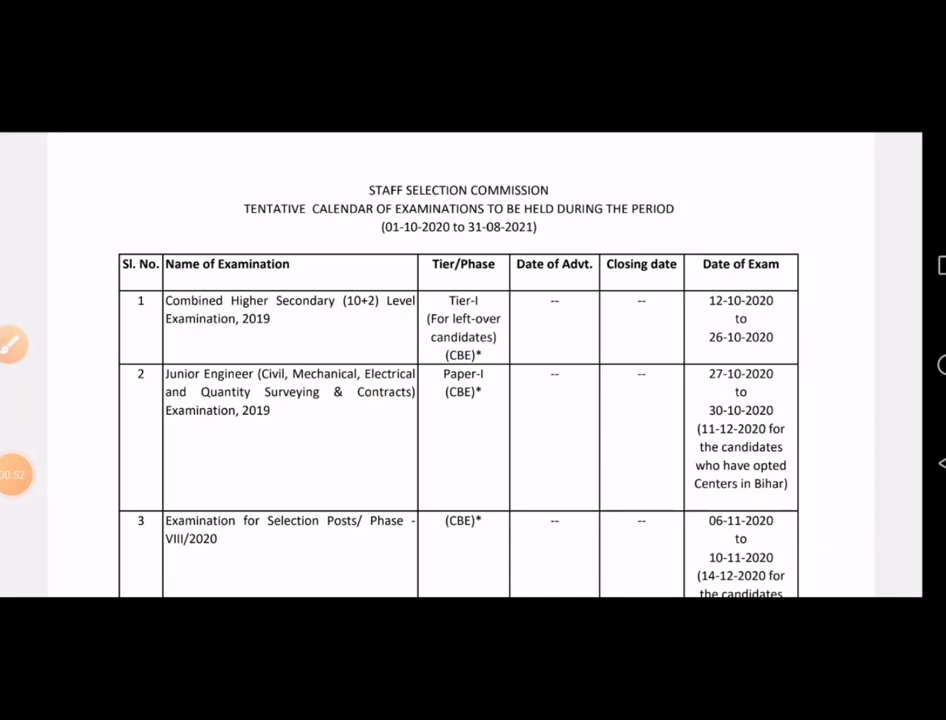 STAFF SELECTION COMMISSION
TENTATIVE CALENDAR OF EXAMINATIONS TO BE HELD DURING THE PERIOD
(01-10-2020 to 31-08-2021)
Sl. No. Name of Examination Tier/Phase Date of Advt. Closing date Date of Exam
1 Combined Higher Secondary (10+2) Level Tier-I -- -- 12-10-2020
Examination, 2019 (For left-over to
candidates) 26-10-2020
(CBE)*
2 Junior Engineer (Civil, Mechanical, Electrical Paper-I -- -- 27-10-2020
and Quantity Surveying & Contracts) (CBE)* to
Examination, 2019 30-10-2020
(11-12-2020 for
the candidates
who have opted
Centers in Bihar)
3 Examination for Selection Posts/ Phase - (CBE)* -- -- 06-11-2020
VIII/2020 to
10-11-2020
(14-12-2020 for
the candidates
00:52